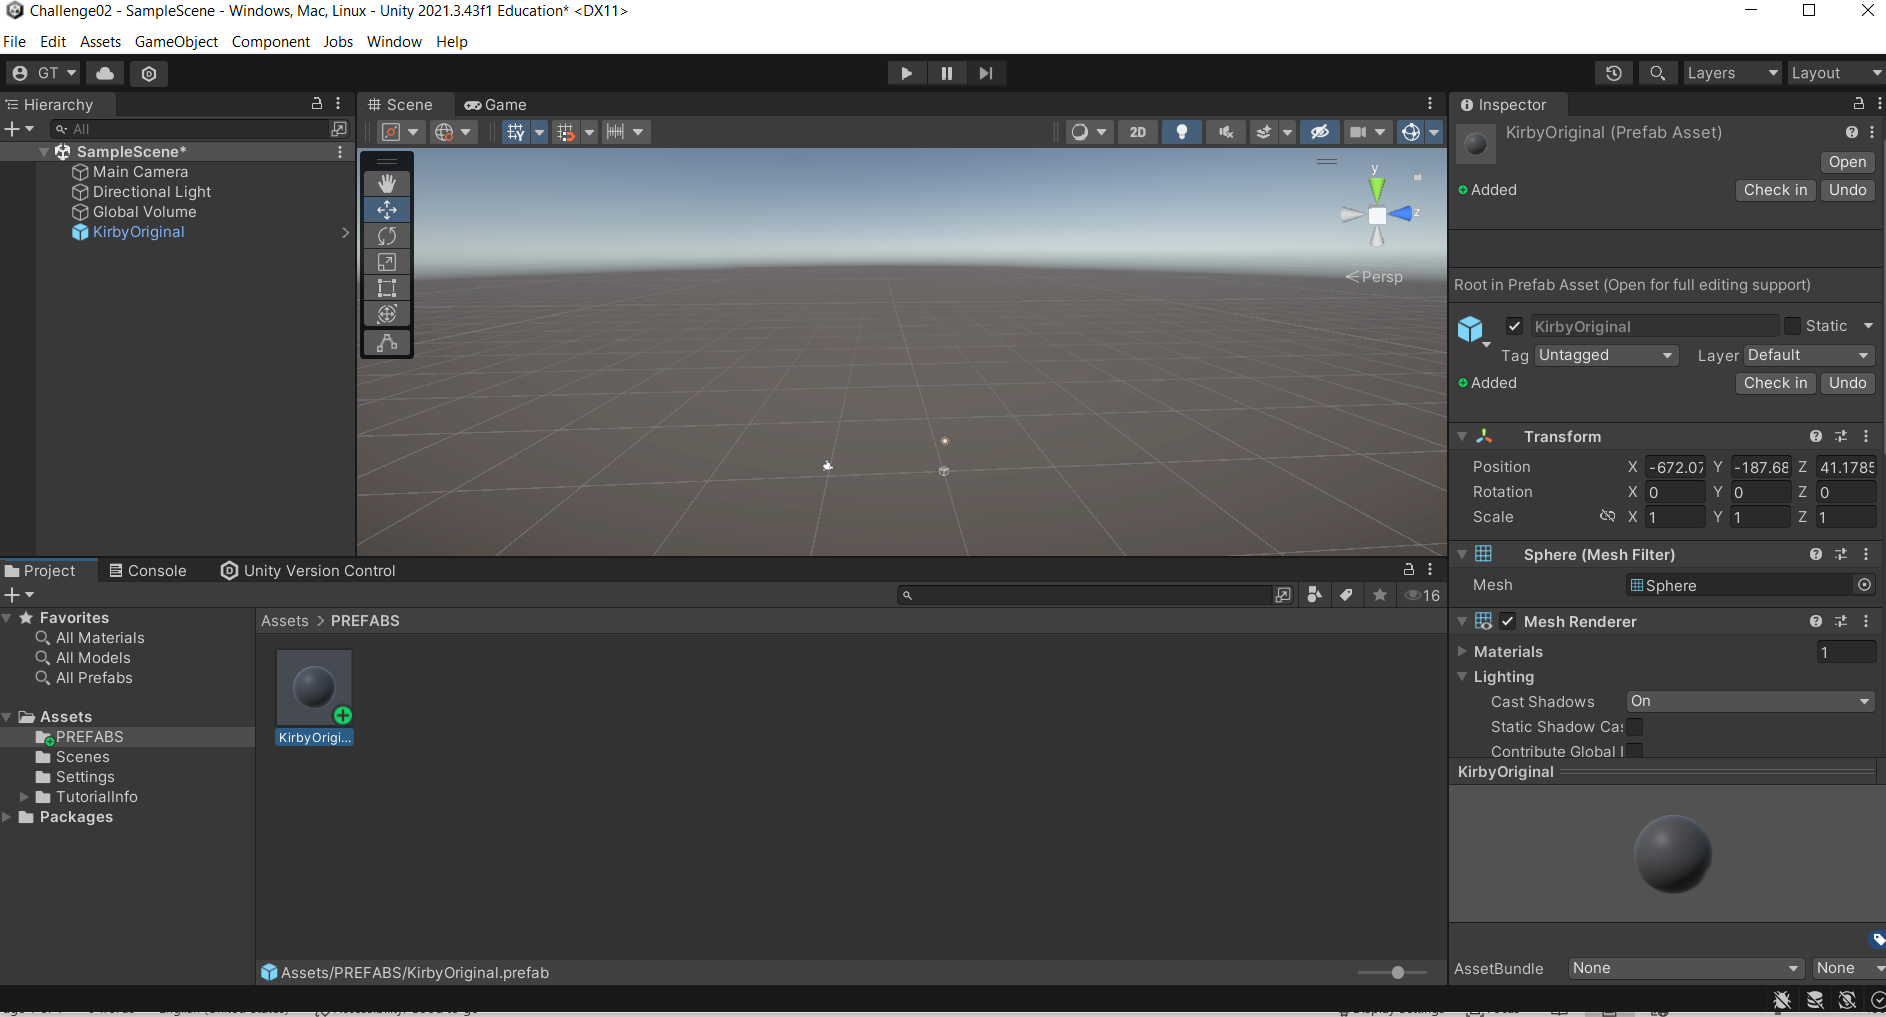 Challenge02 - SampleScene - Windows, Mac, Linux - Unity 2021.3.43f1 Education* <DX11>
File Edit Assets GameObject Component Jobs Window Help
GT Layers Layout
Hierarchy
All
SampleScene*
Main Camera
Directional Light
Global Volume
KirbyOriginal
Scene Game
2D
y
z
Persp
Inspector
KirbyOriginal (Prefab Asset)
Open
Added Check in Undo
Root in Prefab Asset (Open for full editing support)
KirbyOriginal Static
Tag Untagged Layer Default
Added Check in Undo
Transform
Position X -672.07 Y -187.68 Z 41.1785
Rotation X 0 Y 0 Z 0
Scale X 1 Y 1 Z 1
Sphere (Mesh Filter)
Mesh Sphere
Mesh Renderer
Materials 1
Lighting
Cast Shadows On
Static Shadow Cas
Contribute Global I
KirbyOriginal
AssetBundle None None
Project Console Unity Version Control
16
Favorites
All Materials
All Models
All Prefabs
Assets
PREFABS
Scenes
Settings
TutorialInfo
Packages
Assets > PREFABS
KirbyOrigi...
Assets/PREFABS/KirbyOriginal.prefab